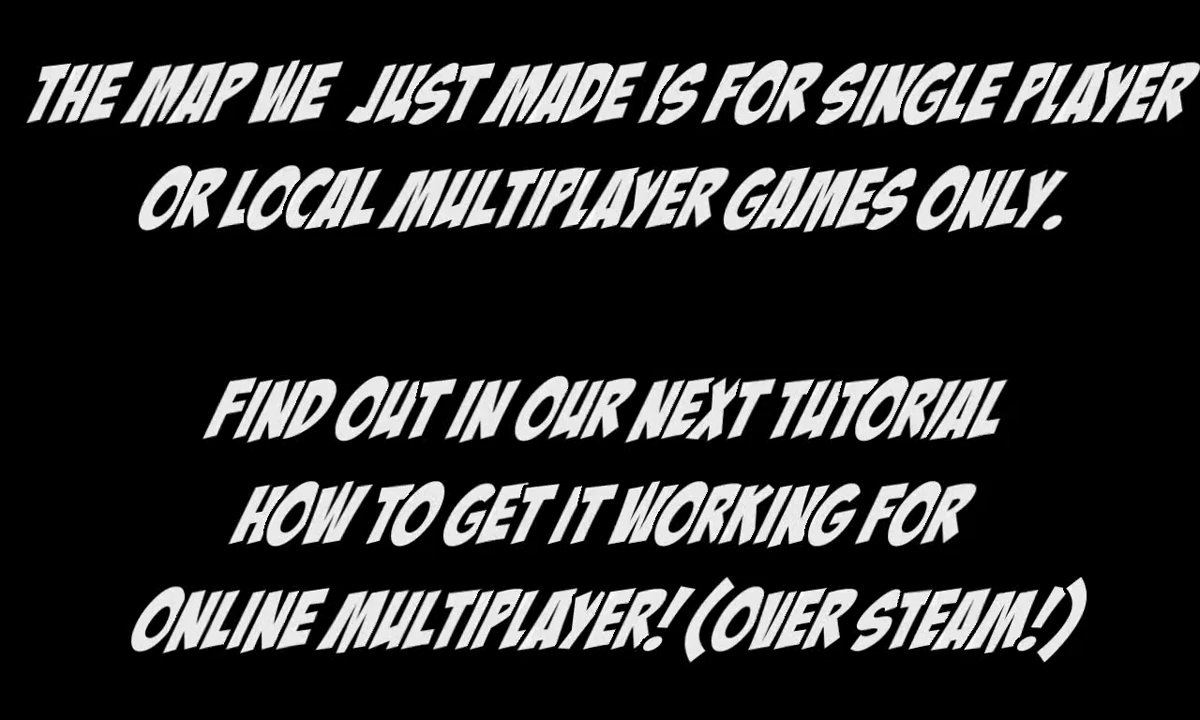 THE MAP WE JUST MADE IS FOR SINGLE PLAYER
OR LOCAL MULTIPLAYER GAMES ONLY.
FIND OUT IN OUR NEXT TUTORIAL
HOW TO GET IT WORKING FOR
ONLINE MULTIPLAYER! (OVER STEAM!)